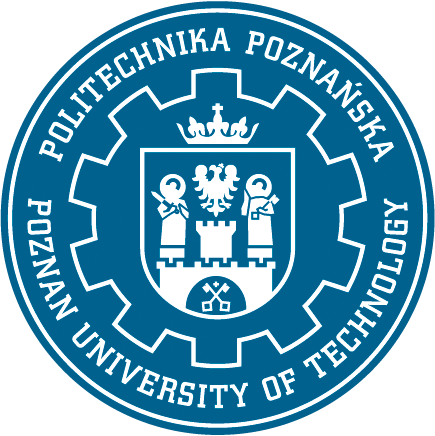 POLITECHNIKA POZNAŃSKA
POZNAN UNIVERSITY OF TECHNOLOGY